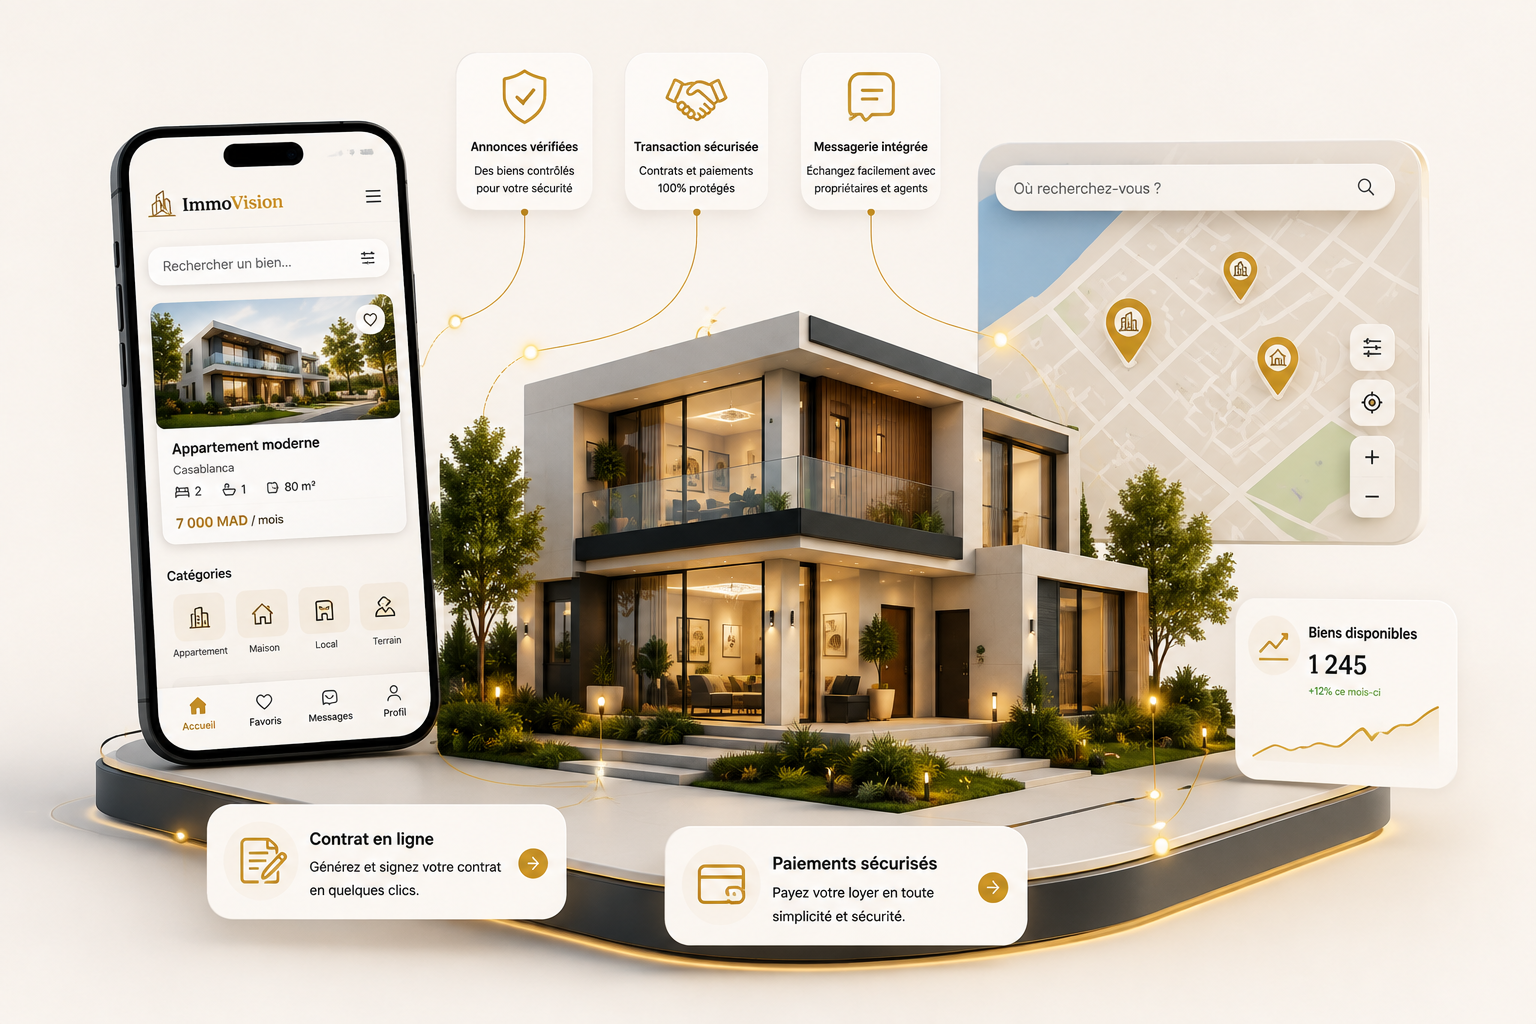 Annonces vérifiées
Des biens contrôlés
pour votre sécurité
Transaction sécurisée
Contrats et paiements
100% protégés
Messagerie intégrée
Échangez facilement avec
propriétaires et agents
ImmoVision
Rechercher un bien...
Appartement moderne
Casablanca
2 1 80 m²
7 000 MAD / mois
Catégories
Appartement
Maison
Local
Terrain
Accueil
Favoris
Messages
Profil
Où recherchez-vous ?
Biens disponibles
1 245
+12% ce mois-ci
Contrat en ligne
Générez et signez votre contrat
en quelques clics.
Paiements sécurisés
Payez votre loyer en toute
simplicité et sécurité.